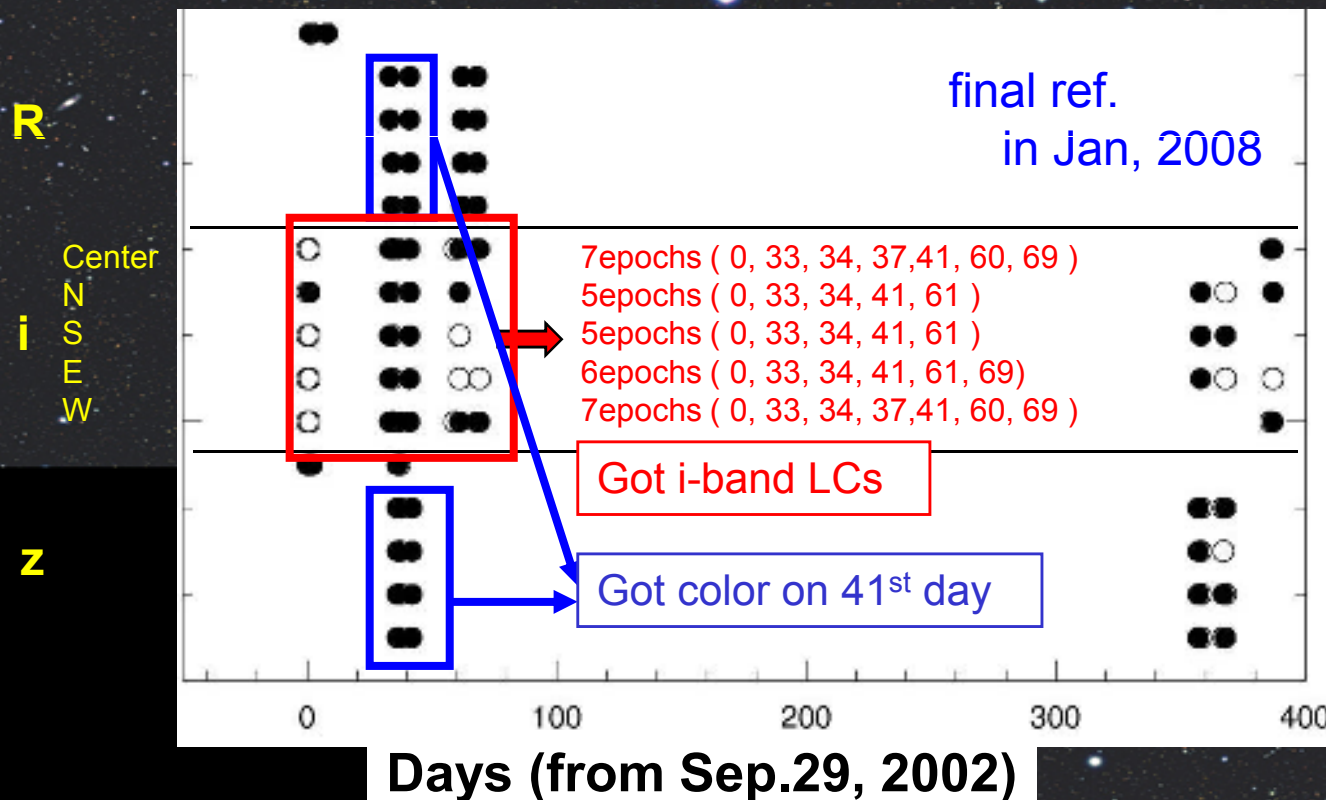 R
final ref.
in Jan, 2008
i
Center
N
S
E
W
7epochs ( 0, 33, 34, 37,41, 60, 69 )
5epochs ( 0, 33, 34, 41, 61 )
5epochs ( 0, 33, 34, 41, 61 )
6epochs ( 0, 33, 34, 41, 61, 69)
7epochs ( 0, 33, 34, 37,41, 60, 69 )
Got i-band LCs
z
Got color on 41st day
0 100 200 300 400
Days (from Sep.29, 2002)